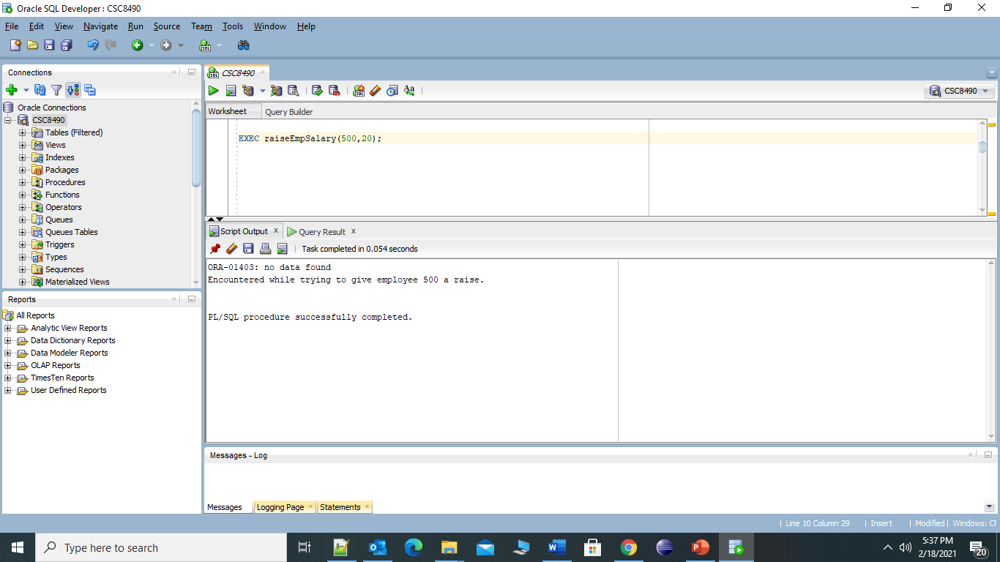 Oracle SQL Developer : CSC8490
File Edit View Navigate Run Source Team Tools Window Help
Connections
Oracle Connections
CSC8490
Tables (Filtered)
Views
Indexes
Packages
Procedures
Functions
Operators
Queues
Queues Tables
Triggers
Types
Sequences
Materialized Views
Reports
All Reports
Analytic View Reports
Data Dictionary Reports
Data Modeler Reports
OLAP Reports
TimesTen Reports
User Defined Reports
CSC8490
CSC8490
Worksheet Query Builder
EXEC raiseEmpSalary(500,20);
Script Output x Query Result x
Task completed in 0.054 seconds
ORA-01403: no data found
Encountered while trying to give employee 500 a raise.
PL/SQL procedure successfully completed.
Messages - Log
Messages Logging Page Statements
Line 10 Column 29 | Insert | Modified | Windows: CF
Type here to search
5:37 PM
2/18/2021
20